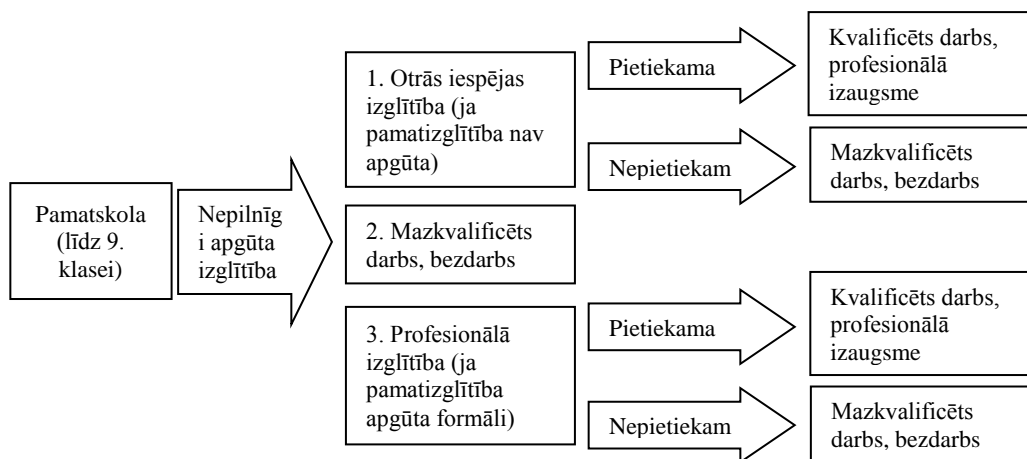 Pamatskola
(līdz 9.
klasei)
Nepilnīg
i apgūta
izglītība
1. Otrās iespējas
izglītība (ja
pamatizglītība nav
apgūta)
Pietiekama
Kvalificēts darbs,
profesionālā
izaugsme
Nepietiekam
Mazkvalificēts
darbs, bezdarbs
2. Mazkvalificēts
darbs, bezdarbs
3. Profesionālā
izglītība (ja
pamatizglītība
apgūta formāli)
Pietiekama
Kvalificēts darbs,
profesionālā
izaugsme
Nepietiekam
Mazkvalificēts
darbs, bezdarbs